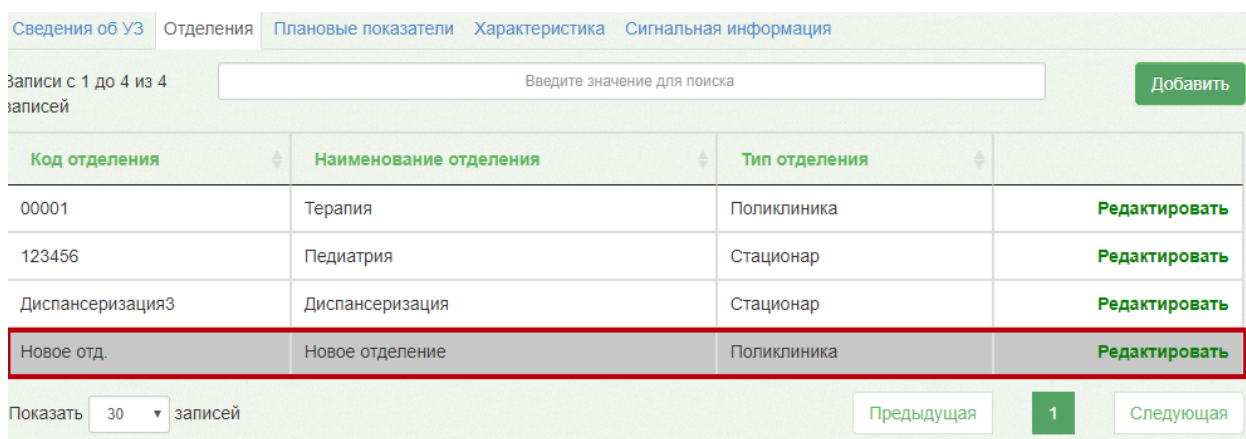 Сведения об УЗ Отделения Плановые показатели Характеристика Сигнальная информация
Записи с 1 до 4 из 4 записей
Введите значение для поиска
Добавить
Код отделения Наименование отделения Тип отделения
00001 Терапия Поликлиника Редактировать
123456 Педиатрия Стационар Редактировать
Диспансеризация3 Диспансеризация Стационар Редактировать
Новое отд. Новое отделение Поликлиника Редактировать
Показать 30 записей Предыдущая 1 Следующая